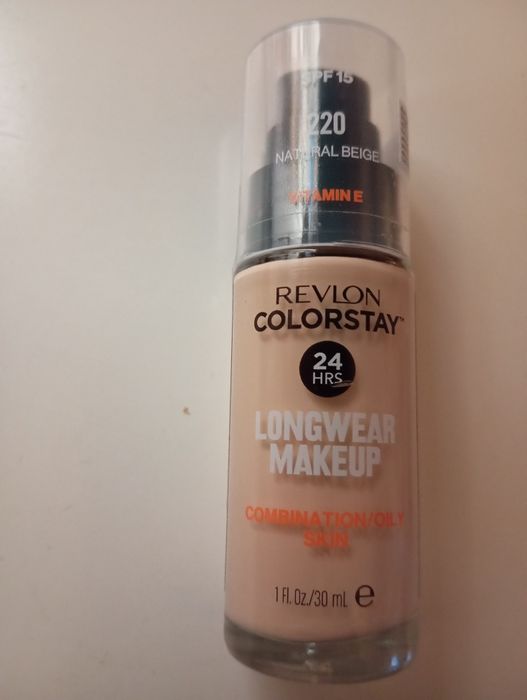 SPF 15
220
NATURAL BEIGE
VITAMIN E
REVLON
COLORSTAY™
24
HRS
LONGWEAR
MAKEUP
COMBINATION/OILY
SKIN
1 Fl. Oz./30 mL ℮